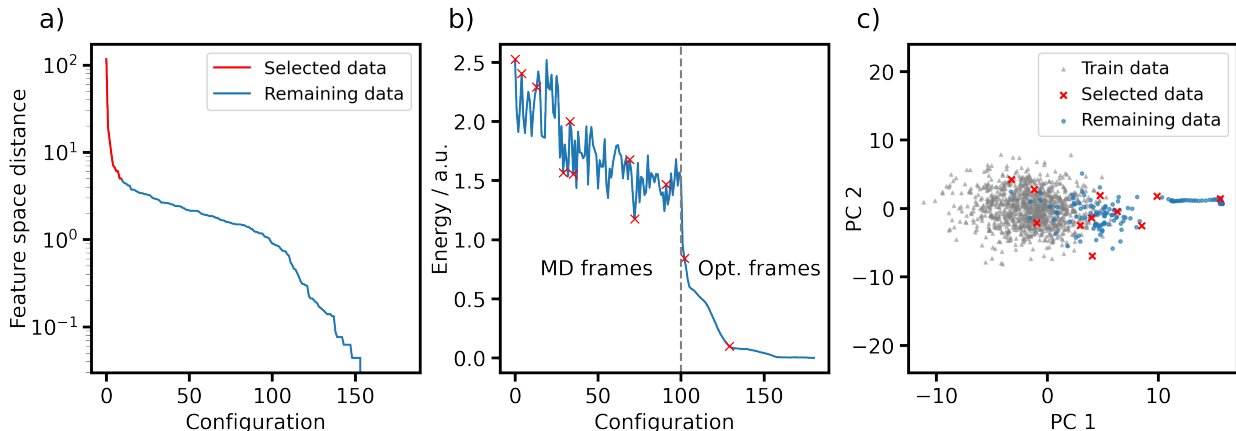 a)
Feature space distance
10²
10¹
10⁰
10⁻¹
Selected data
Remaining data
0
50
100
150
Configuration
b)
Energy / a.u.
2.5
2.0
1.5
1.0
0.5
0.0
MD frames
Opt. frames
0
50
100
150
Configuration
c)
PC 2
20
10
0
−10
−20
Train data
Selected data
Remaining data
−10
0
10
PC 1